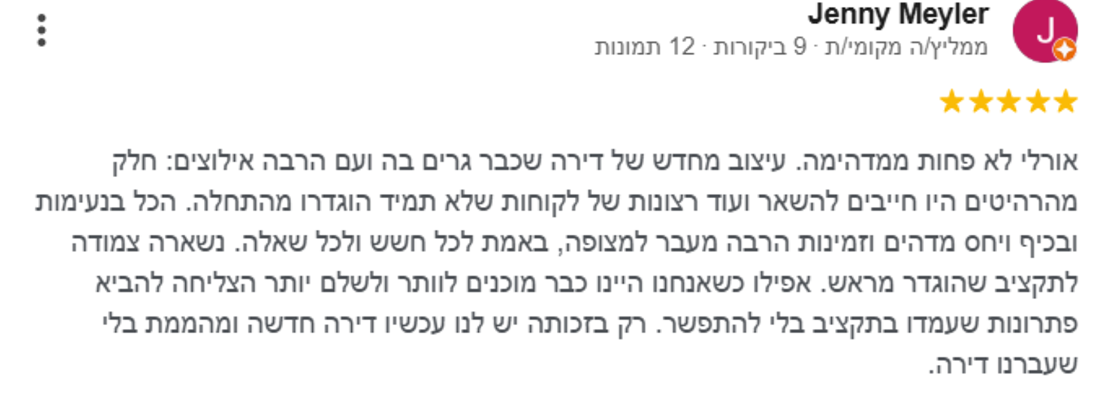 Jenny Meyler
J
ממליץ/ה מקומי/ת · 9 ביקורות · 12 תמונות
אורלי לא פחות ממדהימה. עיצוב מחדש של דירה שכבר גרים בה ועם הרבה אילוצים: חלק
מהרהיטים היו חייבים להשאר ועוד רצונות של לקוחות שלא תמיד הוגדרו מהתחלה. הכל בנעימות
ובכיף ויחס מדהים וזמינות הרבה מעבר למצופה, באמת לכל חשש ולכל שאלה. נשארה צמודה
לתקציב שהוגדר מראש. אפילו כשאנחנו היינו כבר מוכנים לוותר ולשלם יותר הצליחה להביא
פתרונות שעמדו בתקציב בלי להתפשר. רק בזכותה יש לנו עכשיו דירה חדשה ומהממת בלי
שעברנו דירה.